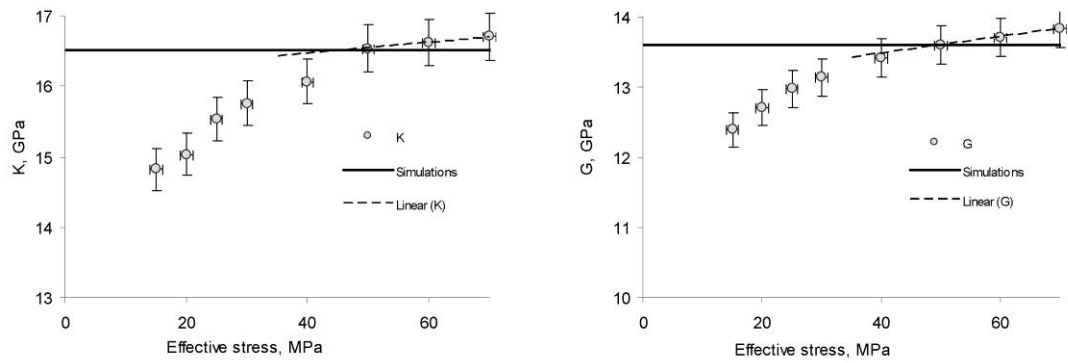 17
16
15
14
13
K, GPa
0
20
40
60
Effective stress, MPa
K
Simulations
Linear (K)
14
13
12
11
10
G, GPa
0
20
40
60
Effective stress, MPa
G
Simulations
Linear (G)